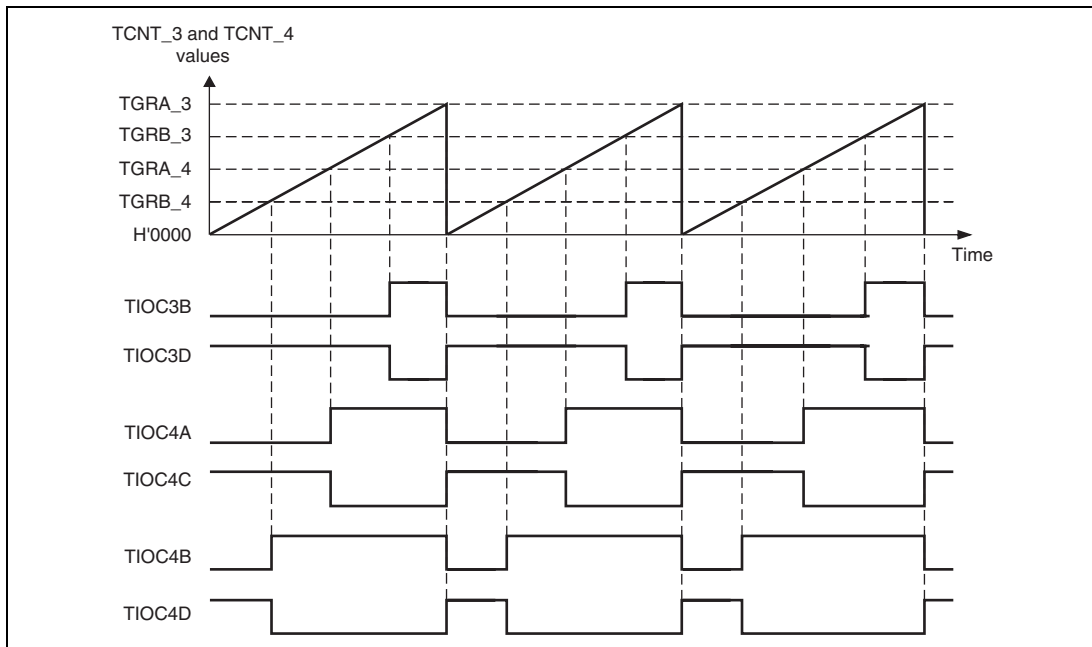 TCNT_3 and TCNT_4
values
TGRA_3
TGRB_3
TGRA_4
TGRB_4
H'0000
Time
TIOC3B
TIOC3D
TIOC4A
TIOC4C
TIOC4B
TIOC4D